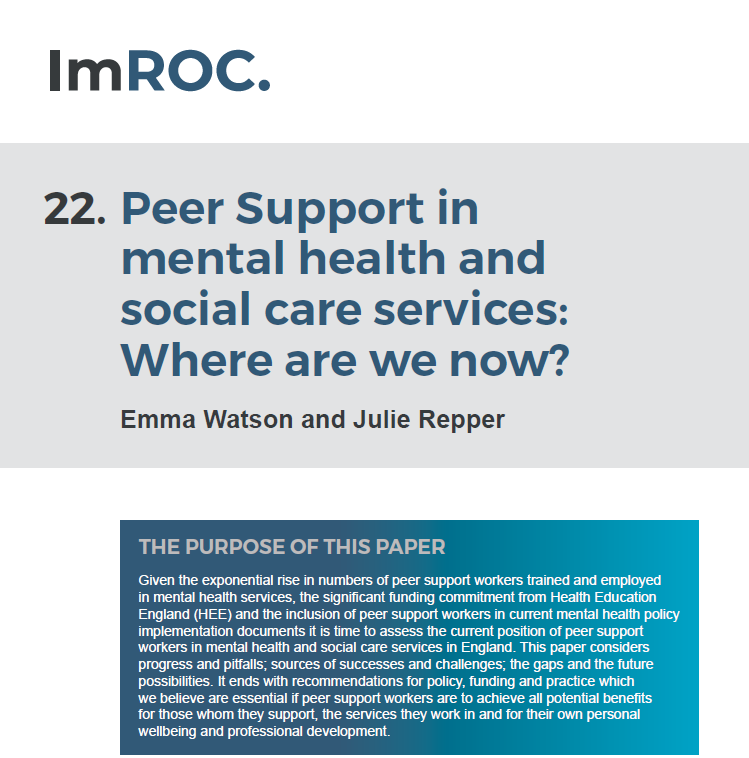 ImROC.
22. Peer Support in
mental health and
social care services:
Where are we now?
Emma Watson and Julie Repper
THE PURPOSE OF THIS PAPER
Given the exponential rise in numbers of peer support workers trained and employed
in mental health services, the significant funding commitment from Health Education
England (HEE) and the inclusion of peer support workers in current mental health policy
implementation documents it is time to assess the current position of peer support
workers in mental health and social care services in England. This paper considers
progress and pitfalls; sources of successes and challenges; the gaps and the future
possibilities. It ends with recommendations for policy, funding and practice which
we believe are essential if peer support workers are to achieve all potential benefits
for those whom they support, the services they work in and for their own personal
wellbeing and professional development.